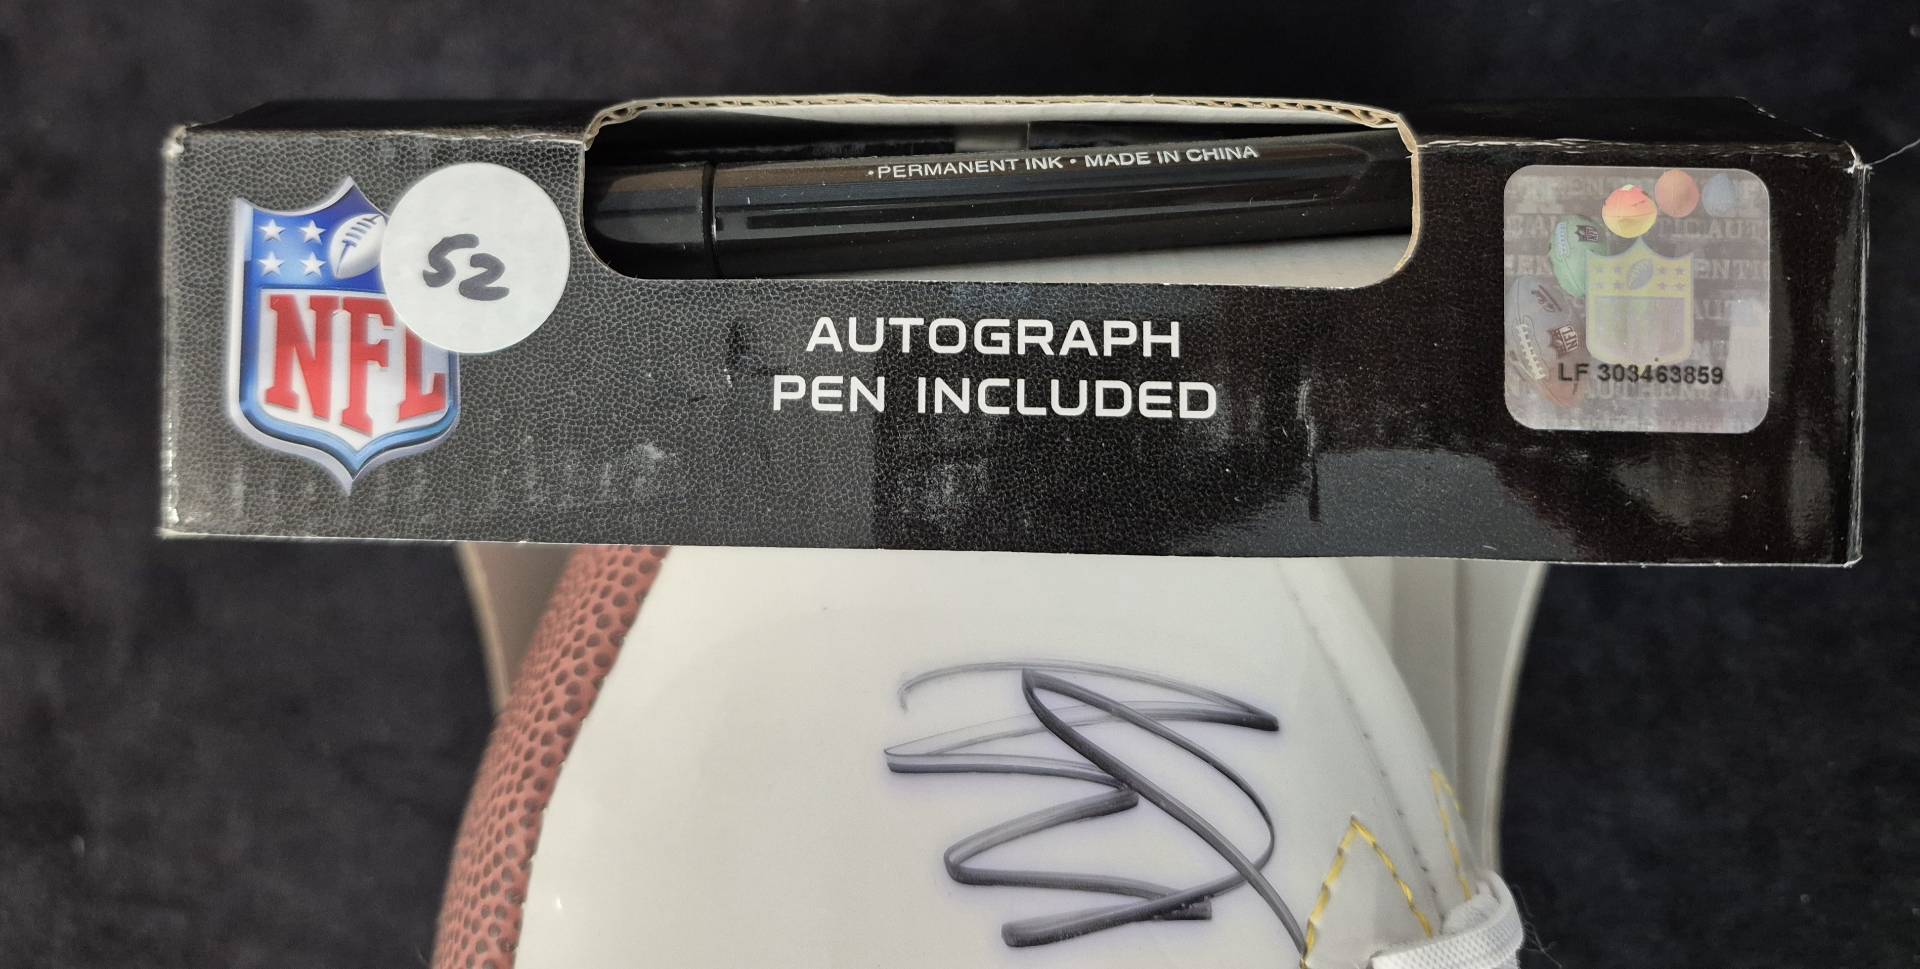 •PERMANENT INK • MADE IN CHINA
NFL
52
AUTOGRAPH
PEN INCLUDED
LF 303463859